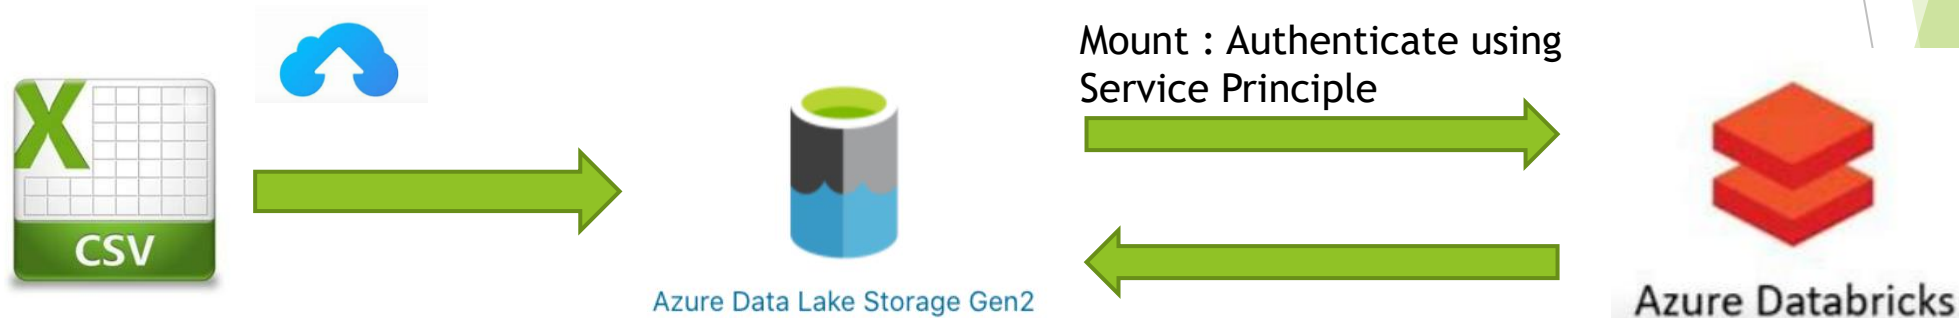 Mount : Authenticate using
Service Principle
X
CSV
Azure Data Lake Storage Gen2
Azure Databricks